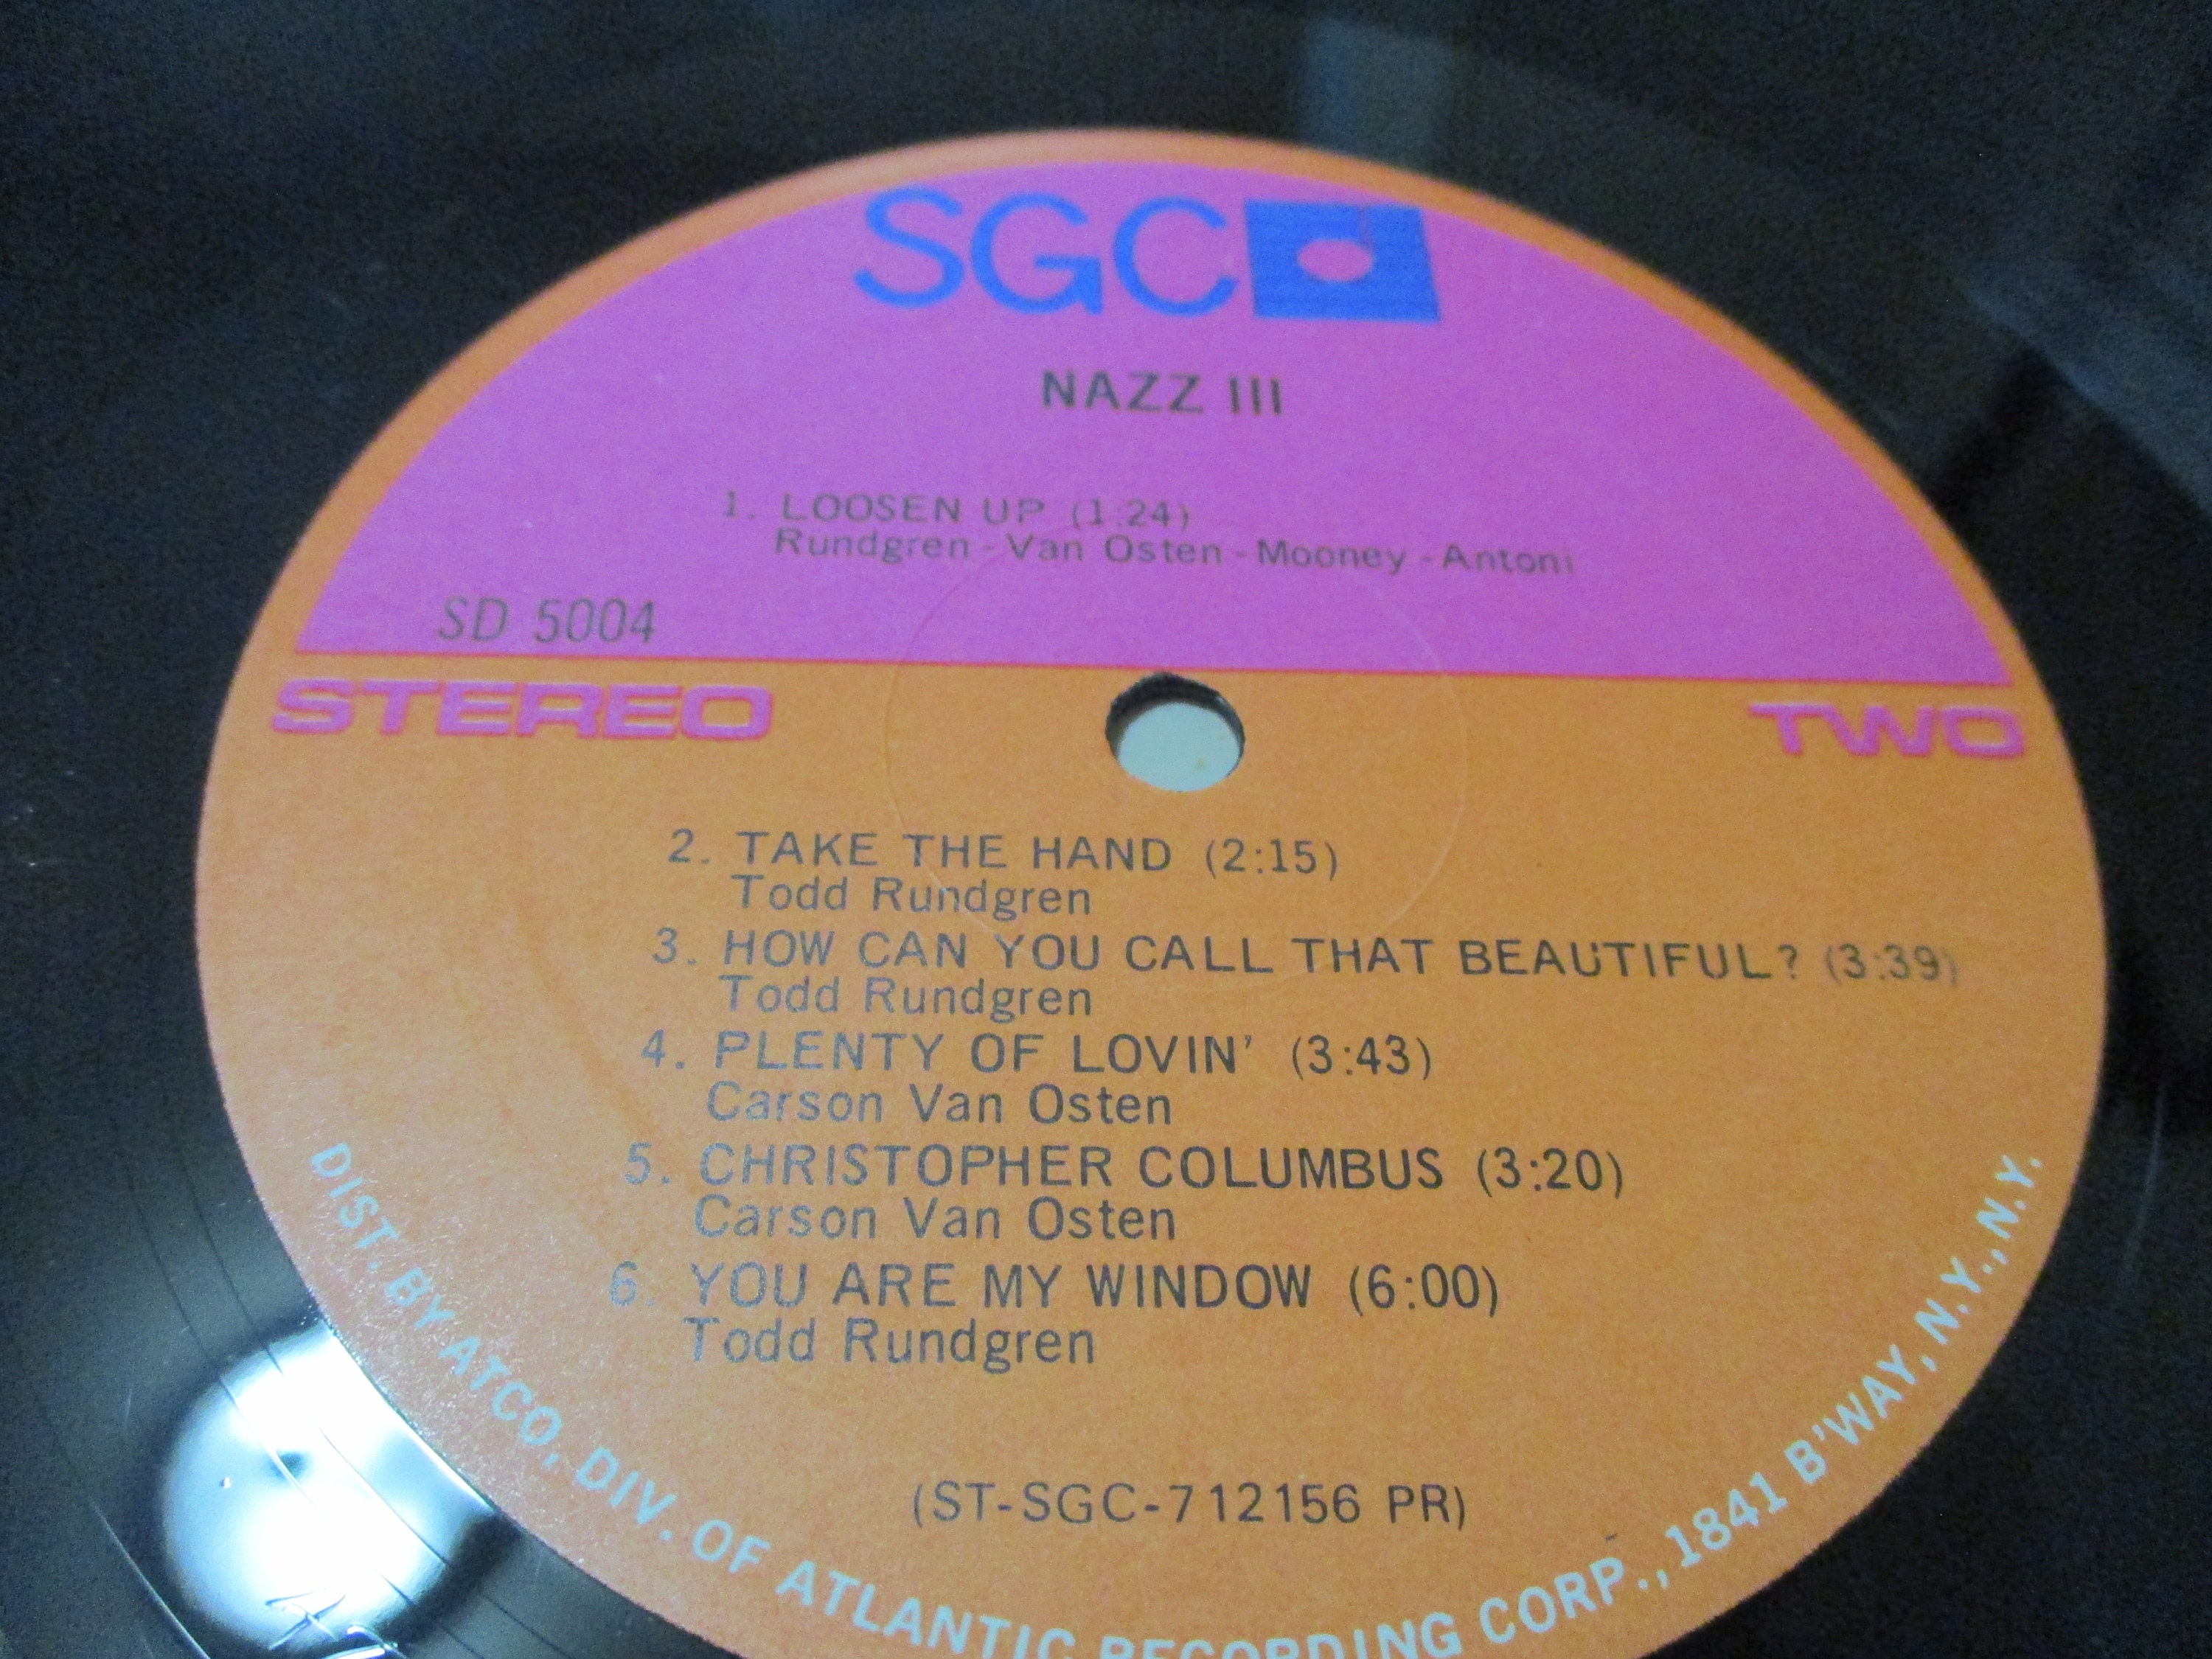 SGC
NAZZ III
1. LOOSEN UP (1:24)
Rundgren - Van Osten - Mooney - Antoni
SD 5004
STEREO
TWO
2. TAKE THE HAND (2:15)
Todd Rundgren
3. HOW CAN YOU CALL THAT BEAUTIFUL? (3:39)
Todd Rundgren
4. PLENTY OF LOVIN' (3:43)
Carson Van Osten
5. CHRISTOPHER COLUMBUS (3:20)
Carson Van Osten
6. YOU ARE MY WINDOW (6:00)
Todd Rundgren
(ST-SGC-712156 PR)
DIST. BY ATCO, DIV. OF ATLANTIC RECORDING CORP., 1841 B'WAY, N.Y., N.Y.